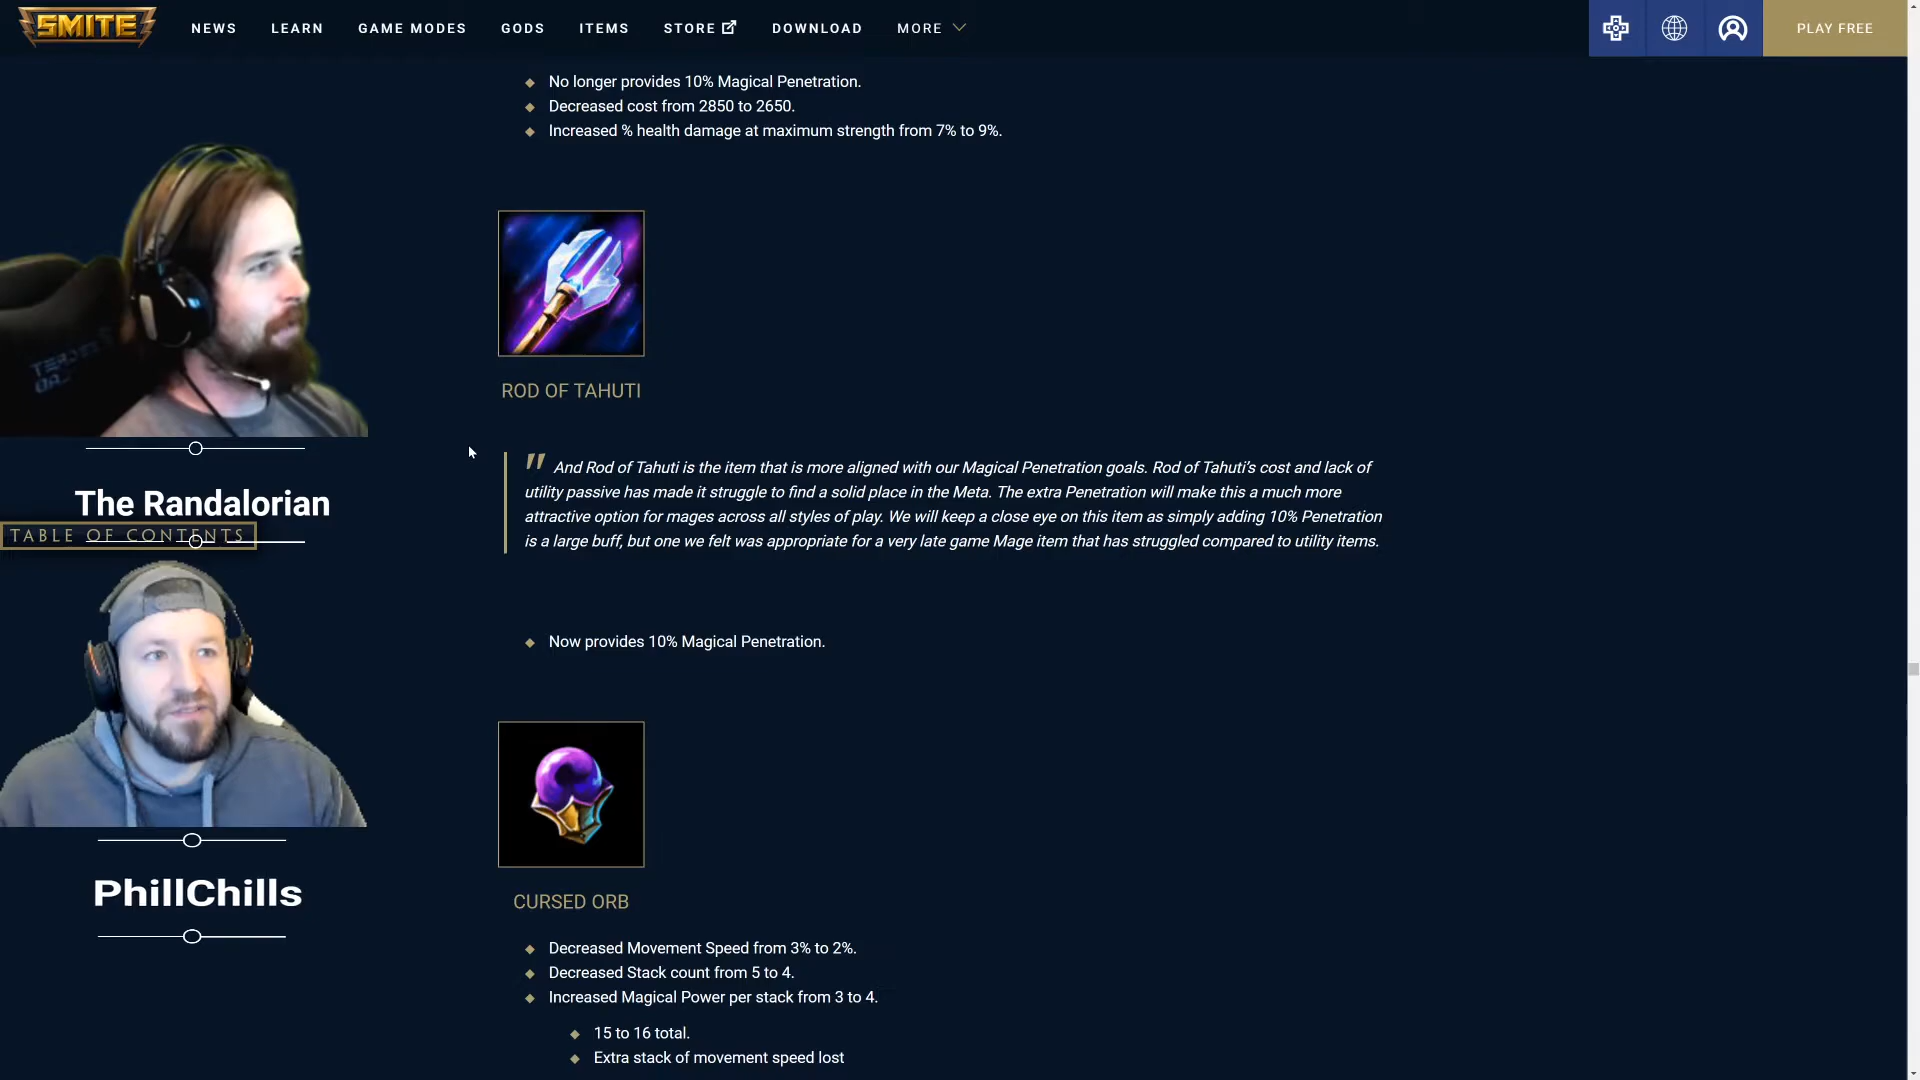 SMITE
NEWS LEARN GAME MODES GODS ITEMS STORE DOWNLOAD MORE PLAY FREE
No longer provides 10% Magical Penetration.
Decreased cost from 2850 to 2650.
Increased % health damage at maximum strength from 7% to 9%.
ROD OF TAHUTI
" And Rod of Tahuti is the item that is more aligned with our Magical Penetration goals. Rod of Tahuti's cost and lack of
utility passive has made it struggle to find a solid place in the Meta. The extra Penetration will make this a much more
attractive option for mages across all styles of play. We will keep a close eye on this item as simply adding 10% Penetration
is a large buff, but one we felt was appropriate for a very late game Mage item that has struggled compared to utility items.
Now provides 10% Magical Penetration.
CURSED ORB
Decreased Movement Speed from 3% to 2%.
Decreased Stack count from 5 to 4.
Increased Magical Power per stack from 3 to 4.
15 to 16 total.
Extra stack of movement speed lost
The Randalorian
TABLE OF CONTENTS
PhillChills